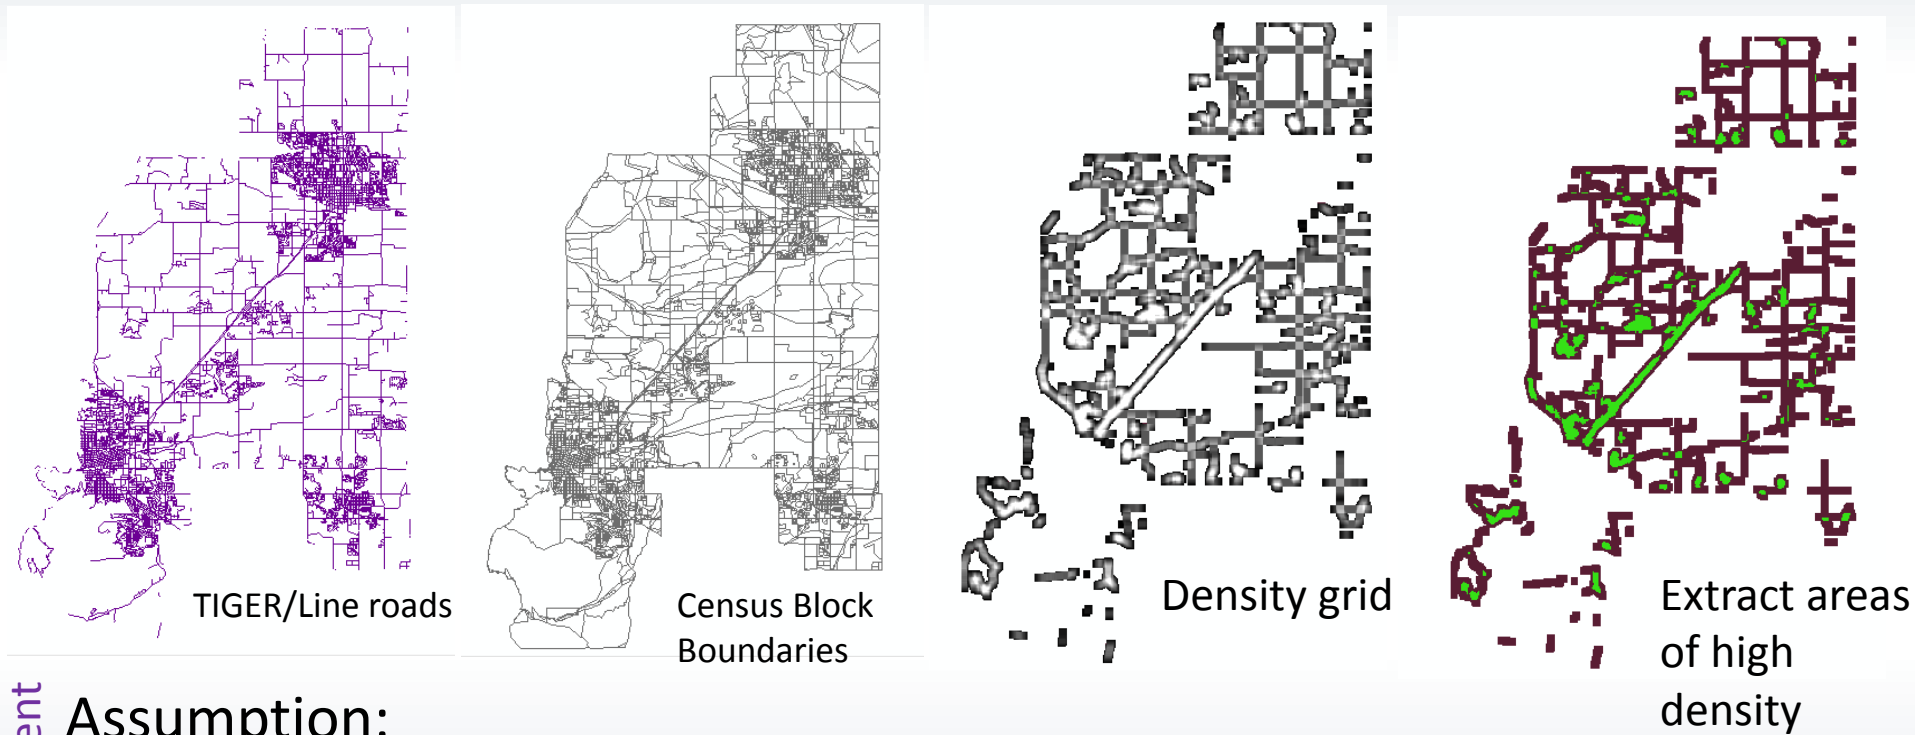 TIGER/Line roads
Census Block
Boundaries
Density grid
Extract areas
of high
density
ent
Assumption: